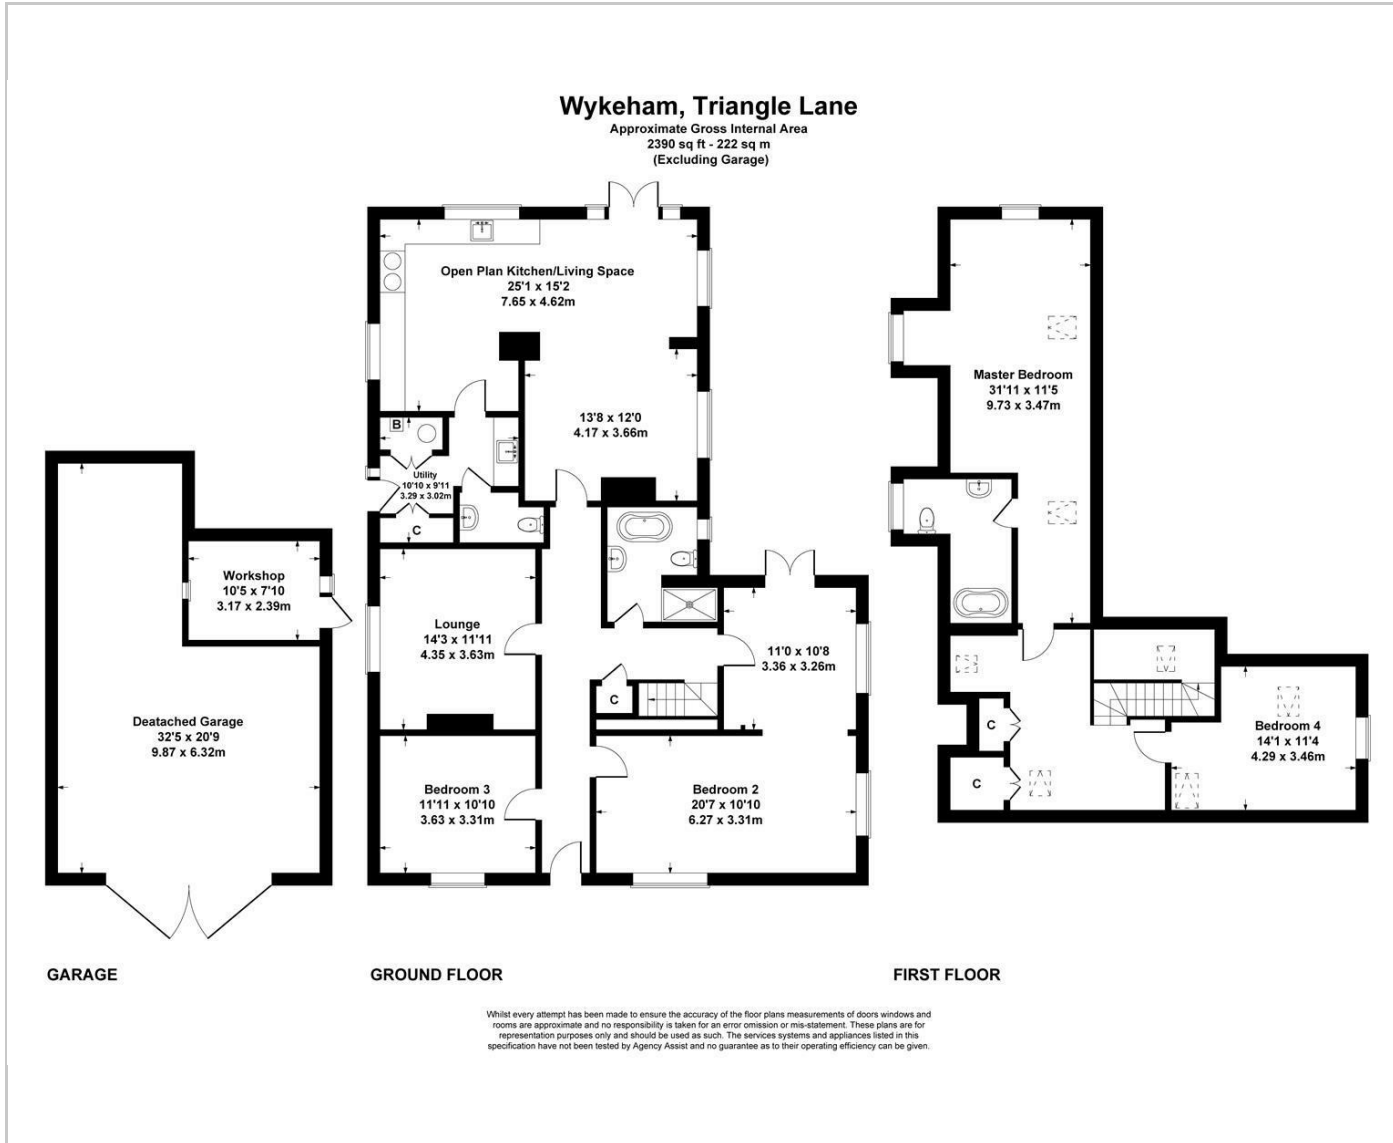 Wykeham, Triangle Lane
Approximate Gross Internal Area
2390 sq ft - 222 sq m
(Excluding Garage)
Open Plan Kitchen/Living Space
25'1 x 15'2
7.65 x 4.62m
13'8 x 12'0
4.17 x 3.66m
B
Utility
10'10 x 9'11
3.29 x 3.02m
C
Workshop
10'5 x 7'10
3.17 x 2.39m
Deatached Garage
32'5 x 20'9
9.87 x 6.32m
Lounge
14'3 x 11'11
4.35 x 3.63m
11'0 x 10'8
3.36 x 3.26m
C
Bedroom 3
11'11 x 10'10
3.63 x 3.31m
Bedroom 2
20'7 x 10'10
6.27 x 3.31m
Master Bedroom
31'11 x 11'5
9.73 x 3.47m
C
C
Bedroom 4
14'1 x 11'4
4.29 x 3.46m
GARAGE
GROUND FLOOR
FIRST FLOOR
Whilst every attempt has been made to ensure the accuracy of the floor plans measurements of doors windows and
rooms are approximate and no responsibility is taken for an error omission or mis-statement. These plans are for
representation purposes only and should be used as such. The services systems and appliances listed in this
specification have not been tested by Agency Assist and no guarantee as to their operating efficiency can be given.